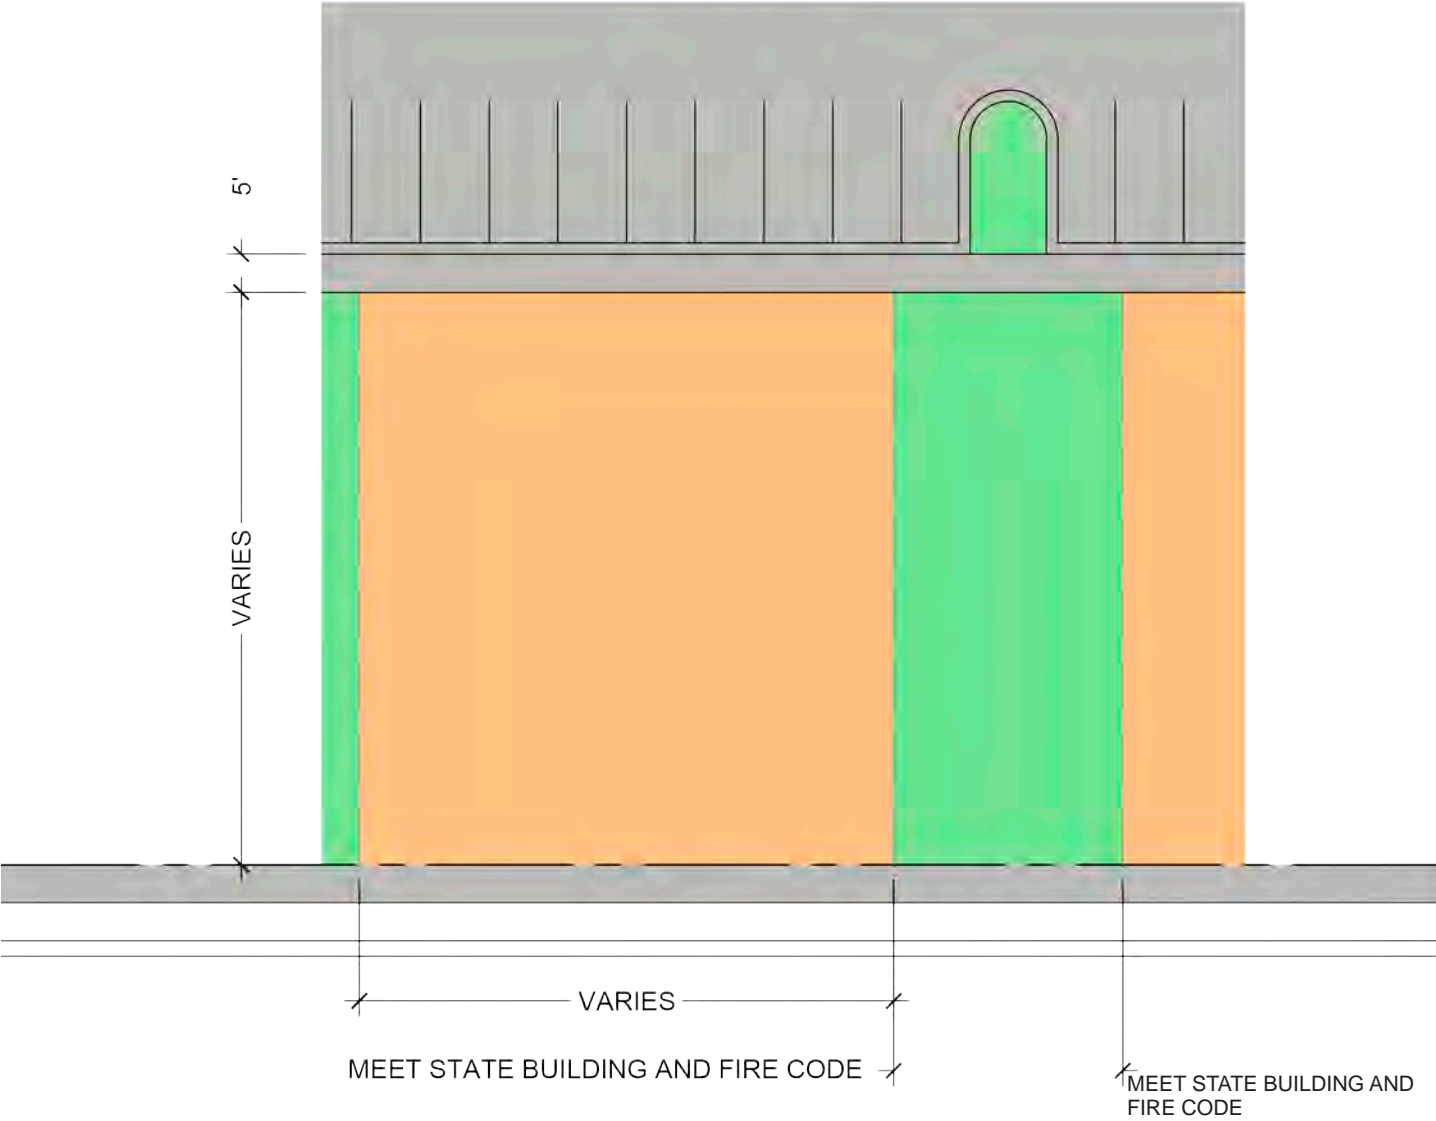 5'
VARIES
VARIES
MEET STATE BUILDING AND FIRE CODE
MEET STATE BUILDING AND
FIRE CODE